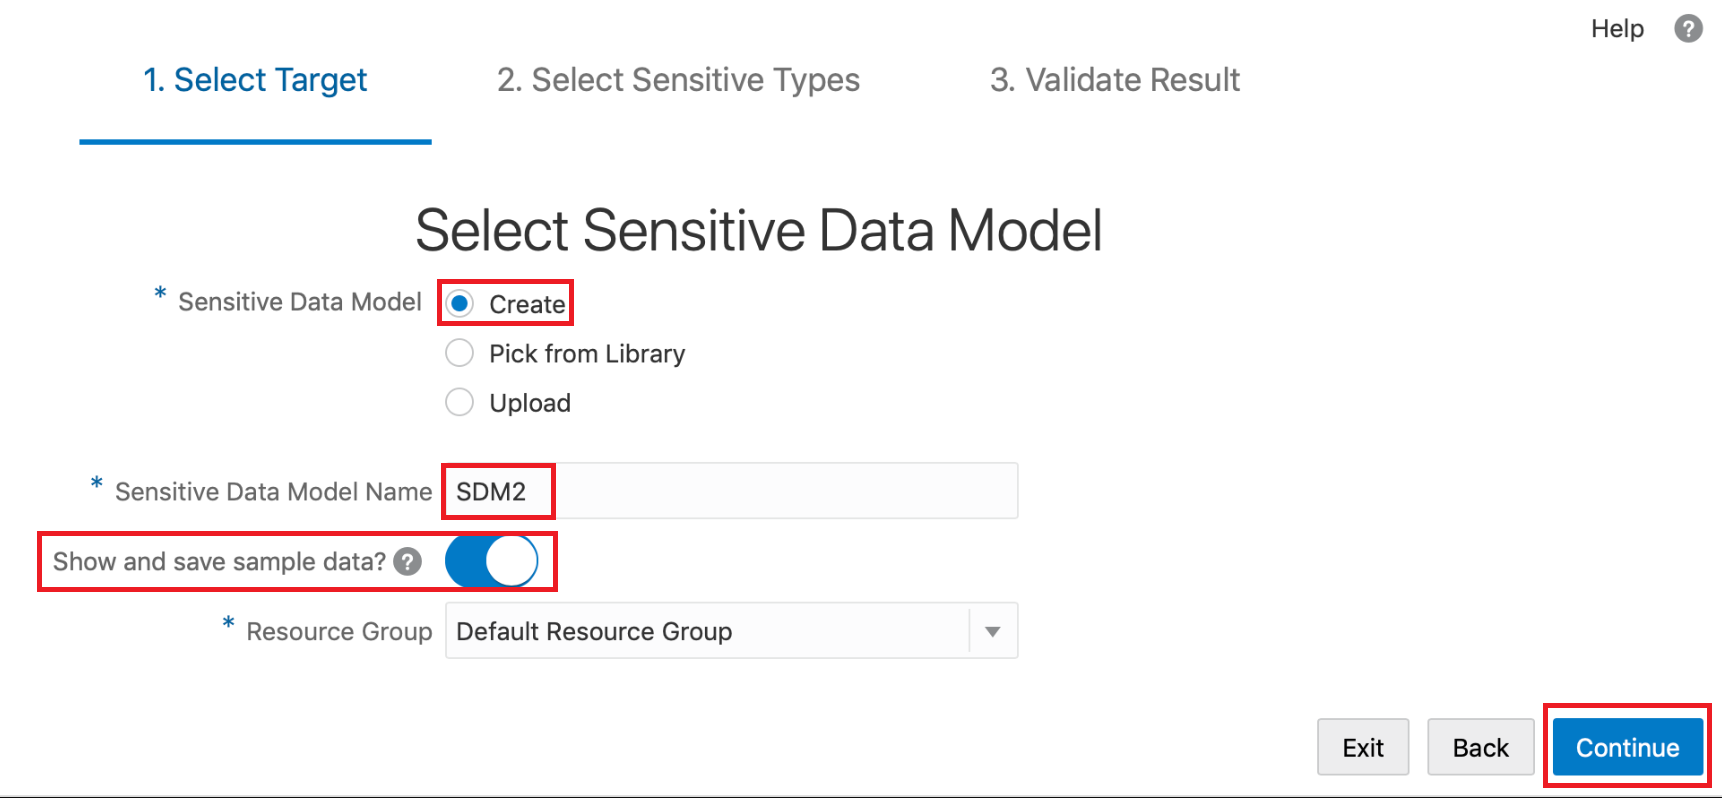 Help ?
1. Select Target 2. Select Sensitive Types 3. Validate Result
Select Sensitive Data Model
* Sensitive Data Model Create
Pick from Library
Upload
* Sensitive Data Model Name SDM2
Show and save sample data? ?
* Resource Group Default Resource Group
Exit Back Continue